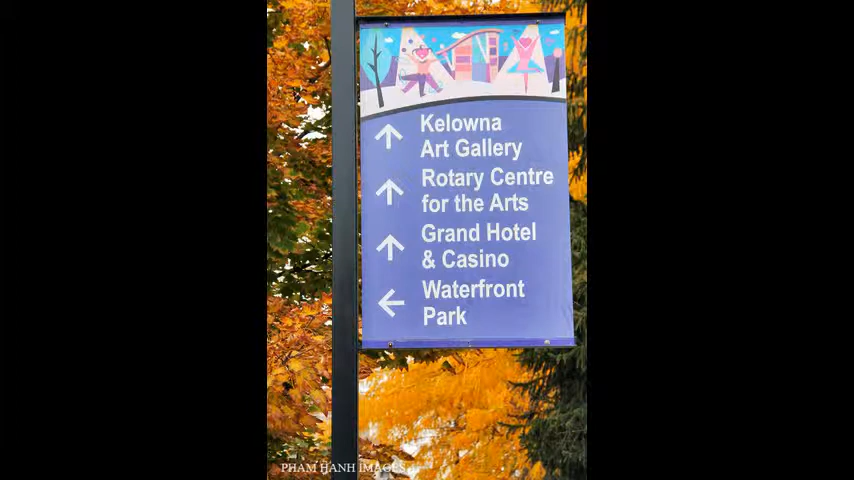 Kelowna
Art Gallery
Rotary Centre
for the Arts
Grand Hotel
& Casino
Waterfront
Park
PHAM HANH IMAGES